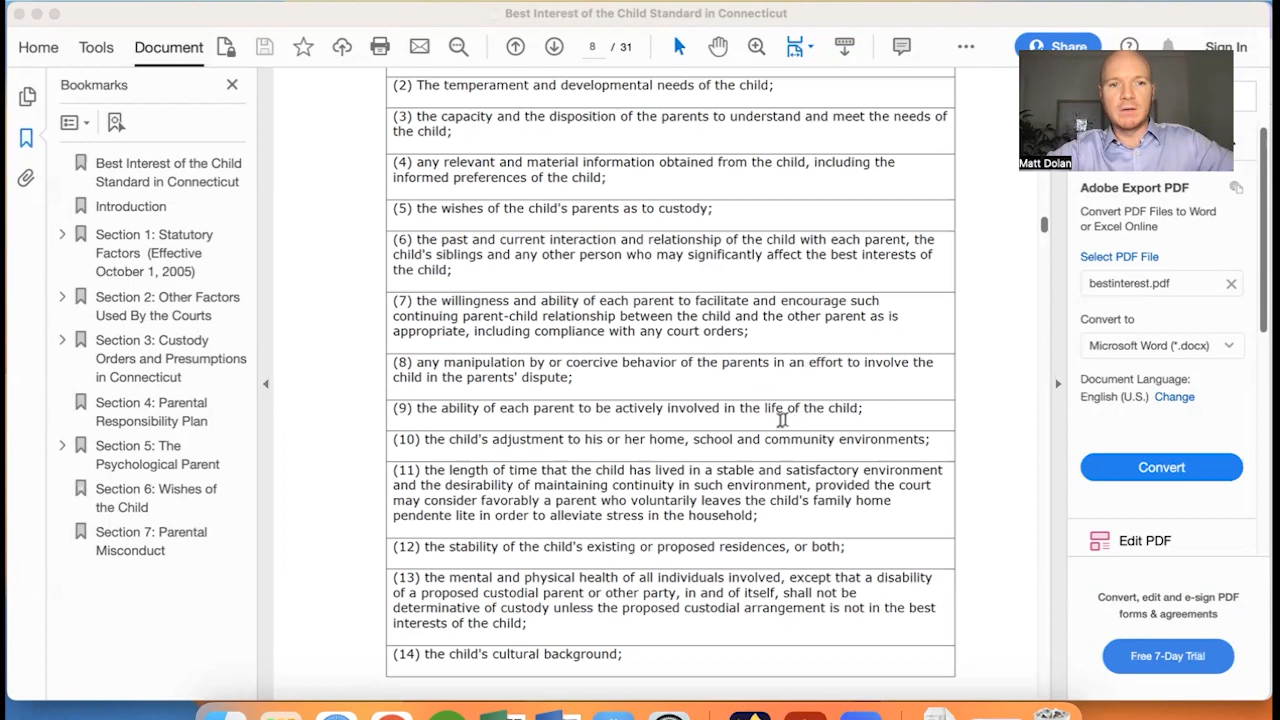 Best Interest of the Child Standard in Connecticut
Home
Tools
Document
8 / 31
Share
Sign In
Bookmarks
Best Interest of the Child
Standard in Connecticut
Introduction
Section 1: Statutory
Factors (Effective
October 1, 2005)
Section 2: Other Factors
Used By the Courts
Section 3: Custody
Orders and Presumptions
in Connecticut
Section 4: Parental
Responsibility Plan
Section 5: The
Psychological Parent
Section 6: Wishes of
the Child
Section 7: Parental
Misconduct
(2) The temperament and developmental needs of the child;
(3) the capacity and the disposition of the parents to understand and meet the needs of
the child;
(4) any relevant and material information obtained from the child, including the
informed preferences of the child;
(5) the wishes of the child's parents as to custody;
(6) the past and current interaction and relationship of the child with each parent, the
child's siblings and any other person who may significantly affect the best interests of
the child;
(7) the willingness and ability of each parent to facilitate and encourage such
continuing parent-child relationship between the child and the other parent as is
appropriate, including compliance with any court orders;
(8) any manipulation by or coercive behavior of the parents in an effort to involve the
child in the parents' dispute;
(9) the ability of each parent to be actively involved in the life of the child;
(10) the child's adjustment to his or her home, school and community environments;
(11) the length of time that the child has lived in a stable and satisfactory environment
and the desirability of maintaining continuity in such environment, provided the court
may consider favorably a parent who voluntarily leaves the child's family home
pendente lite in order to alleviate stress in the household;
(12) the stability of the child's existing or proposed residences, or both;
(13) the mental and physical health of all individuals involved, except that a disability
of a proposed custodial parent or other party, in and of itself, shall not be
determinative of custody unless the proposed custodial arrangement is not in the best
interests of the child;
(14) the child's cultural background;
Matt Dolan
Adobe Export PDF
Convert PDF Files to Word
or Excel Online
Select PDF File
bestinterest.pdf
Convert to
Microsoft Word (*.docx)
Document Language:
English (U.S.) Change
Convert
Edit PDF
Convert, edit and e-sign PDF
forms & agreements
Free 7-Day Trial